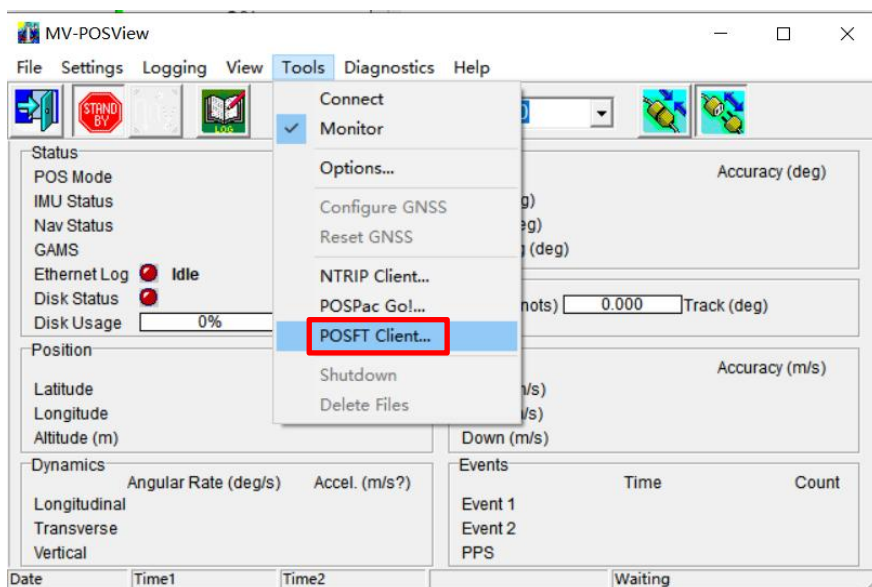 MV-POSView
File Settings Logging View Tools Diagnostics Help
STAND BY
LOG
Connect
Monitor
Options...
Configure GNSS
Reset GNSS
NTRIP Client...
POSPac Go!...
POSFT Client...
Shutdown
Delete Files
Status
POS Mode
IMU Status
Nav Status
GAMS
Ethernet Log Idle
Disk Status
Disk Usage 0%
Accuracy (deg)
(deg)
0.000 Track (deg)
Position
Latitude
Longitude
Altitude (m)
Accuracy (m/s)
Down (m/s)
Dynamics
Angular Rate (deg/s) Accel. (m/s?)
Longitudinal
Transverse
Vertical
Events
Time Count
Event 1
Event 2
PPS
Date Time1 Time2 Waiting